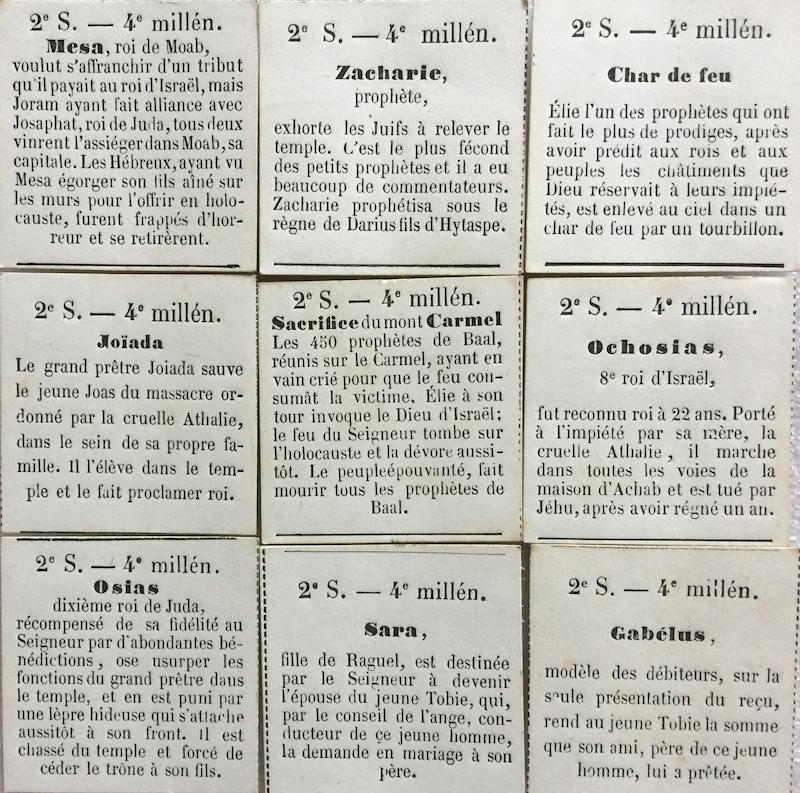 2e S. — 4e millén.
Mesa, roi de Moab,
voulut s'affranchir d'un tribut
qu'il payait au roi d'Israël, mais
Joram ayant fait alliance avec
Josaphat, roi de Juda, tous deux
vinrent l'assiéger dans Moab, sa
capitale. Les Hébreux, ayant vu
Mesa égorger son fils aîné sur
les murs pour l'offrir en holo-
causte, furent frappés d'hor-
reur et se retirèrent.
2e S. — 4e millén.
Zacharie,
prophète,
exhorte les Juifs à relever le
temple. C'est le plus fécond
des petits prophètes et il a eu
beaucoup de commentateurs.
Zacharie prophétisa sous le
règne de Darius fils d'Hytaspe.
2e S. — 4e millén.
Char de feu
Élie l'un des prophètes qui ont
fait le plus de prodiges, après
avoir prédit aux rois et aux
peuples les châtiments que
Dieu réservait à leurs impié-
tés, est enlevé au ciel dans un
char de feu par un tourbillon.
2e S. — 4e millén.
Joïada
Le grand prêtre Joiada sauve
le jeune Joas du massacre or-
donné par la cruelle Athalie,
dans le sein de sa propre fa-
mille. Il l'élève dans le tem-
ple et le fait proclamer roi.
2e S. — 4e millén.
Sacrifice du mont Carmel
Les 450 prophètes de Baal,
réunis sur le Carmel, ayant en
vain crié pour que le feu con-
sumât la victime, Élie à son
tour invoque le Dieu d'Israël;
le feu du Seigneur tombe sur
l'holocauste et la dévore aussi-
tôt. Le peuple épouvanté, fait
mourir tous les prophètes de
Baal.
2e S. — 4e millén.
Ochosias,
8e roi d'Israël,
fut reconnu roi à 22 ans. Porté
à l'impiété par sa mère, la
cruelle Athalie, il marche
dans toutes les voies de la
maison d'Achab et est tué par
Jéhu, après avoir régné un an.
2e S. — 4e millén.
Osias
dixième roi de Juda,
récompensé de sa fidélité au
Seigneur par d'abondantes bé-
nédictions, ose usurper les
fonctions du grand prêtre dans
le temple, et en est puni par
une lèpre hideuse qui s'attache
aussitôt à son front. Il est
chassé du temple et forcé de
céder le trône à son fils.
2e S. — 4e millén.
Sara,
fille de Raguel, est destinée
par le Seigneur à devenir
l'épouse du jeune Tobie, qui,
par le conseil de l'ange, con-
ducteur de ce jeune homme,
la demande en mariage à son
père.
2e S. — 4e millén.
Gabélus,
modèle des débiteurs, sur la
seule présentation du reçu,
rend au jeune Tobie la somme
que son ami, père de ce jeune
homme, lui a prêtée.